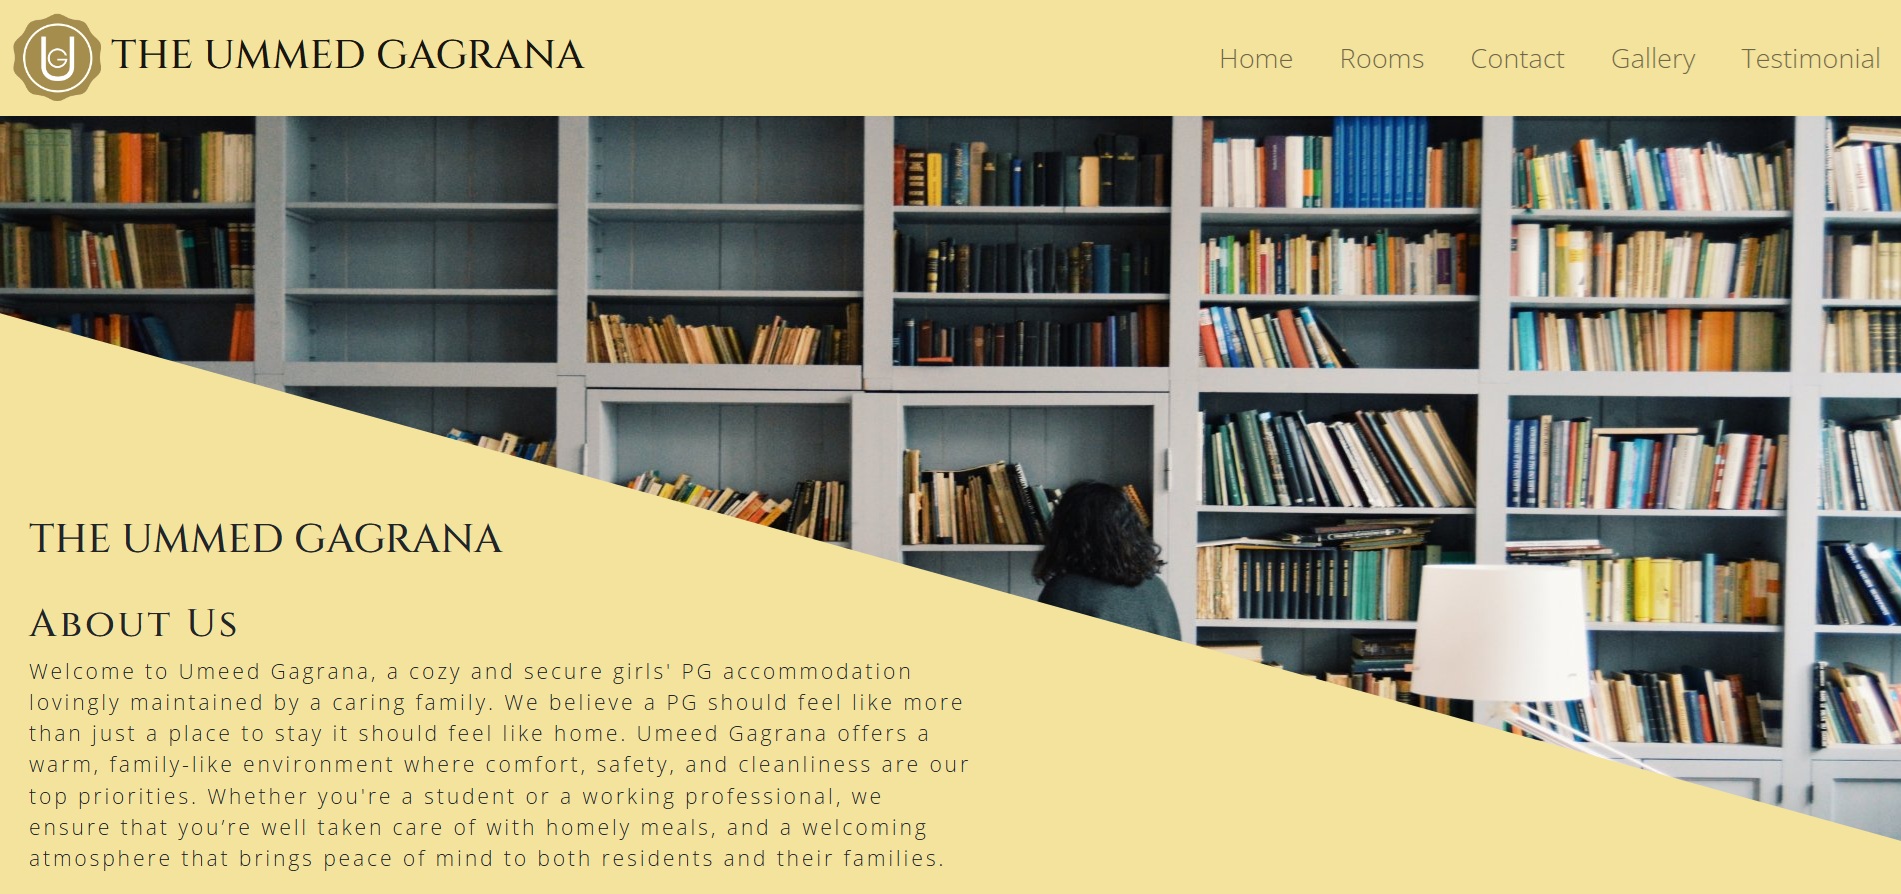 UG
THE UMMED GAGRANA
Home Rooms Contact Gallery Testimonial
THE UMMED GAGRANA
About Us
Welcome to Umeed Gagrana, a cozy and secure girls' PG accommodation
lovingly maintained by a caring family. We believe a PG should feel like more
than just a place to stay it should feel like home. Umeed Gagrana offers a
warm, family-like environment where comfort, safety, and cleanliness are our
top priorities. Whether you're a student or a working professional, we
ensure that you’re well taken care of with homely meals, and a welcoming
atmosphere that brings peace of mind to both residents and their families.